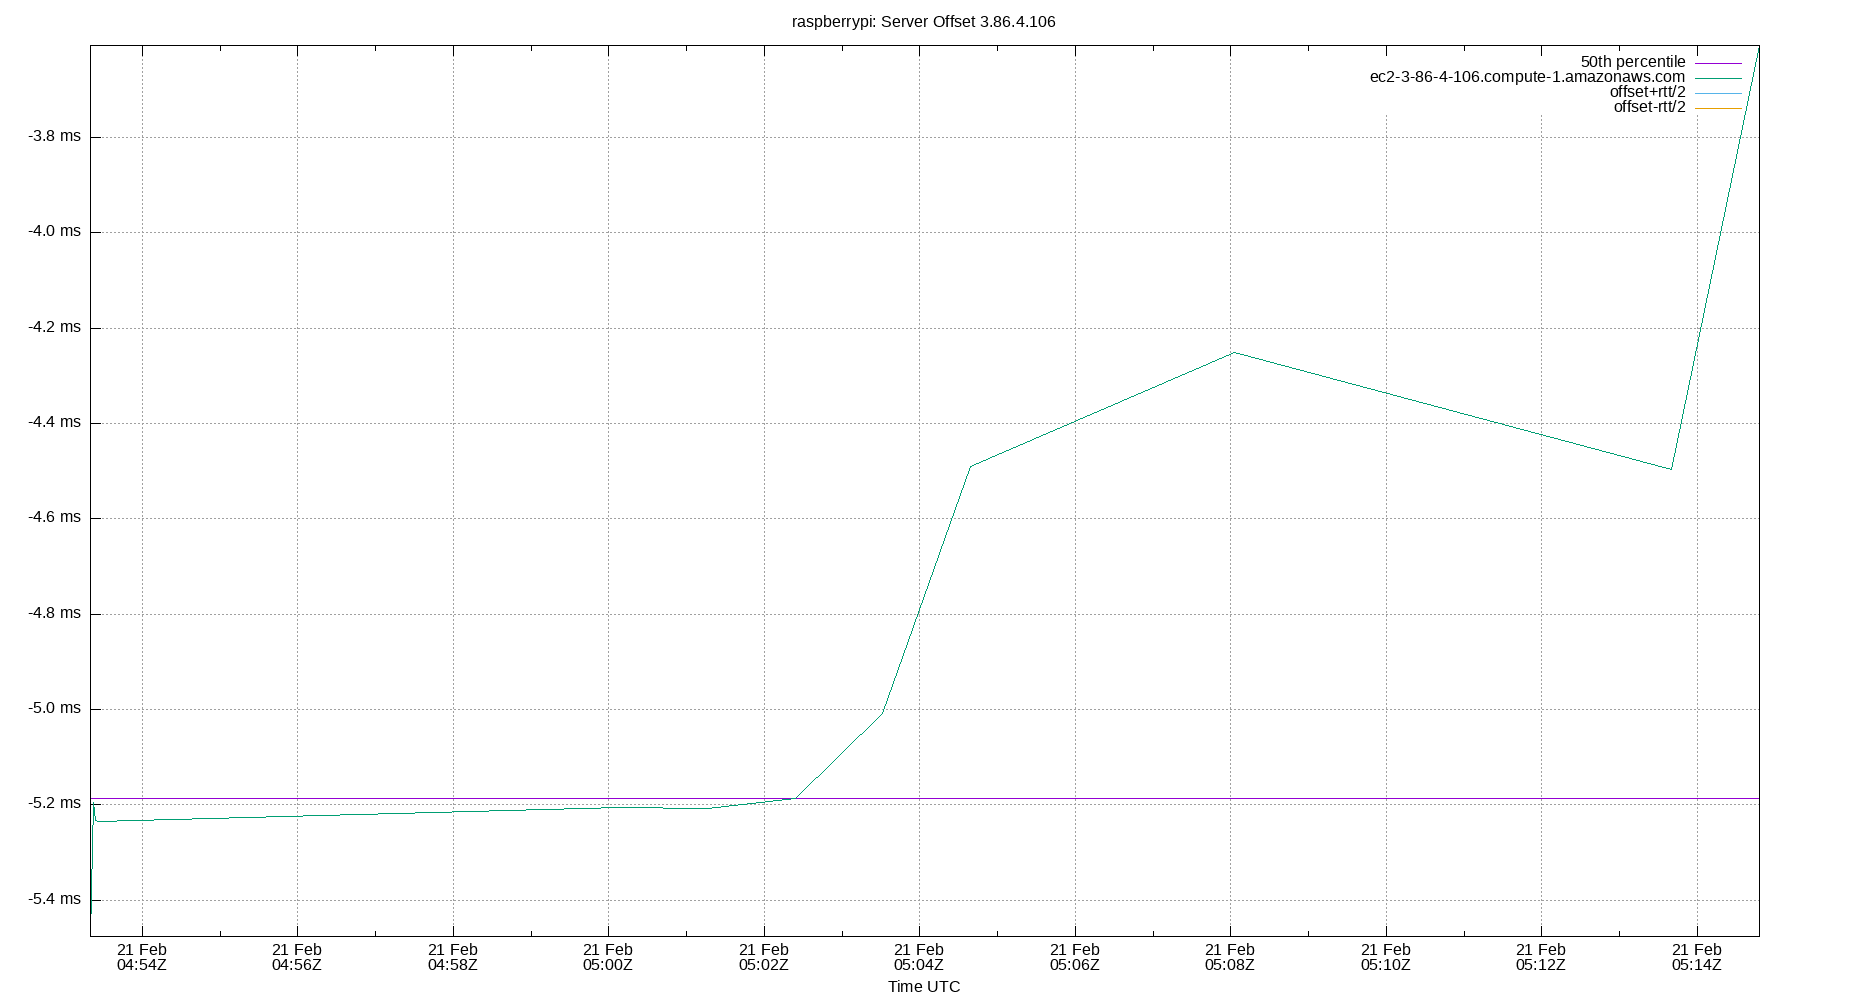 raspberrypi: Server Offset 3.86.4.106
50th percentile
ec2-3-86-4-106.compute-1.amazonaws.com
offset+rtt/2
offset-rtt/2
-3.8 ms
-4.0 ms
-4.2 ms
-4.4 ms
-4.6 ms
-4.8 ms
-5.0 ms
-5.2 ms
-5.4 ms
21 Feb 21 Feb 21 Feb 21 Feb 21 Feb 21 Feb 21 Feb 21 Feb 21 Feb 21 Feb 21 Feb
04:54Z 04:56Z 04:58Z 05:00Z 05:02Z 05:04Z 05:06Z 05:08Z 05:10Z 05:12Z 05:14Z
Time UTC